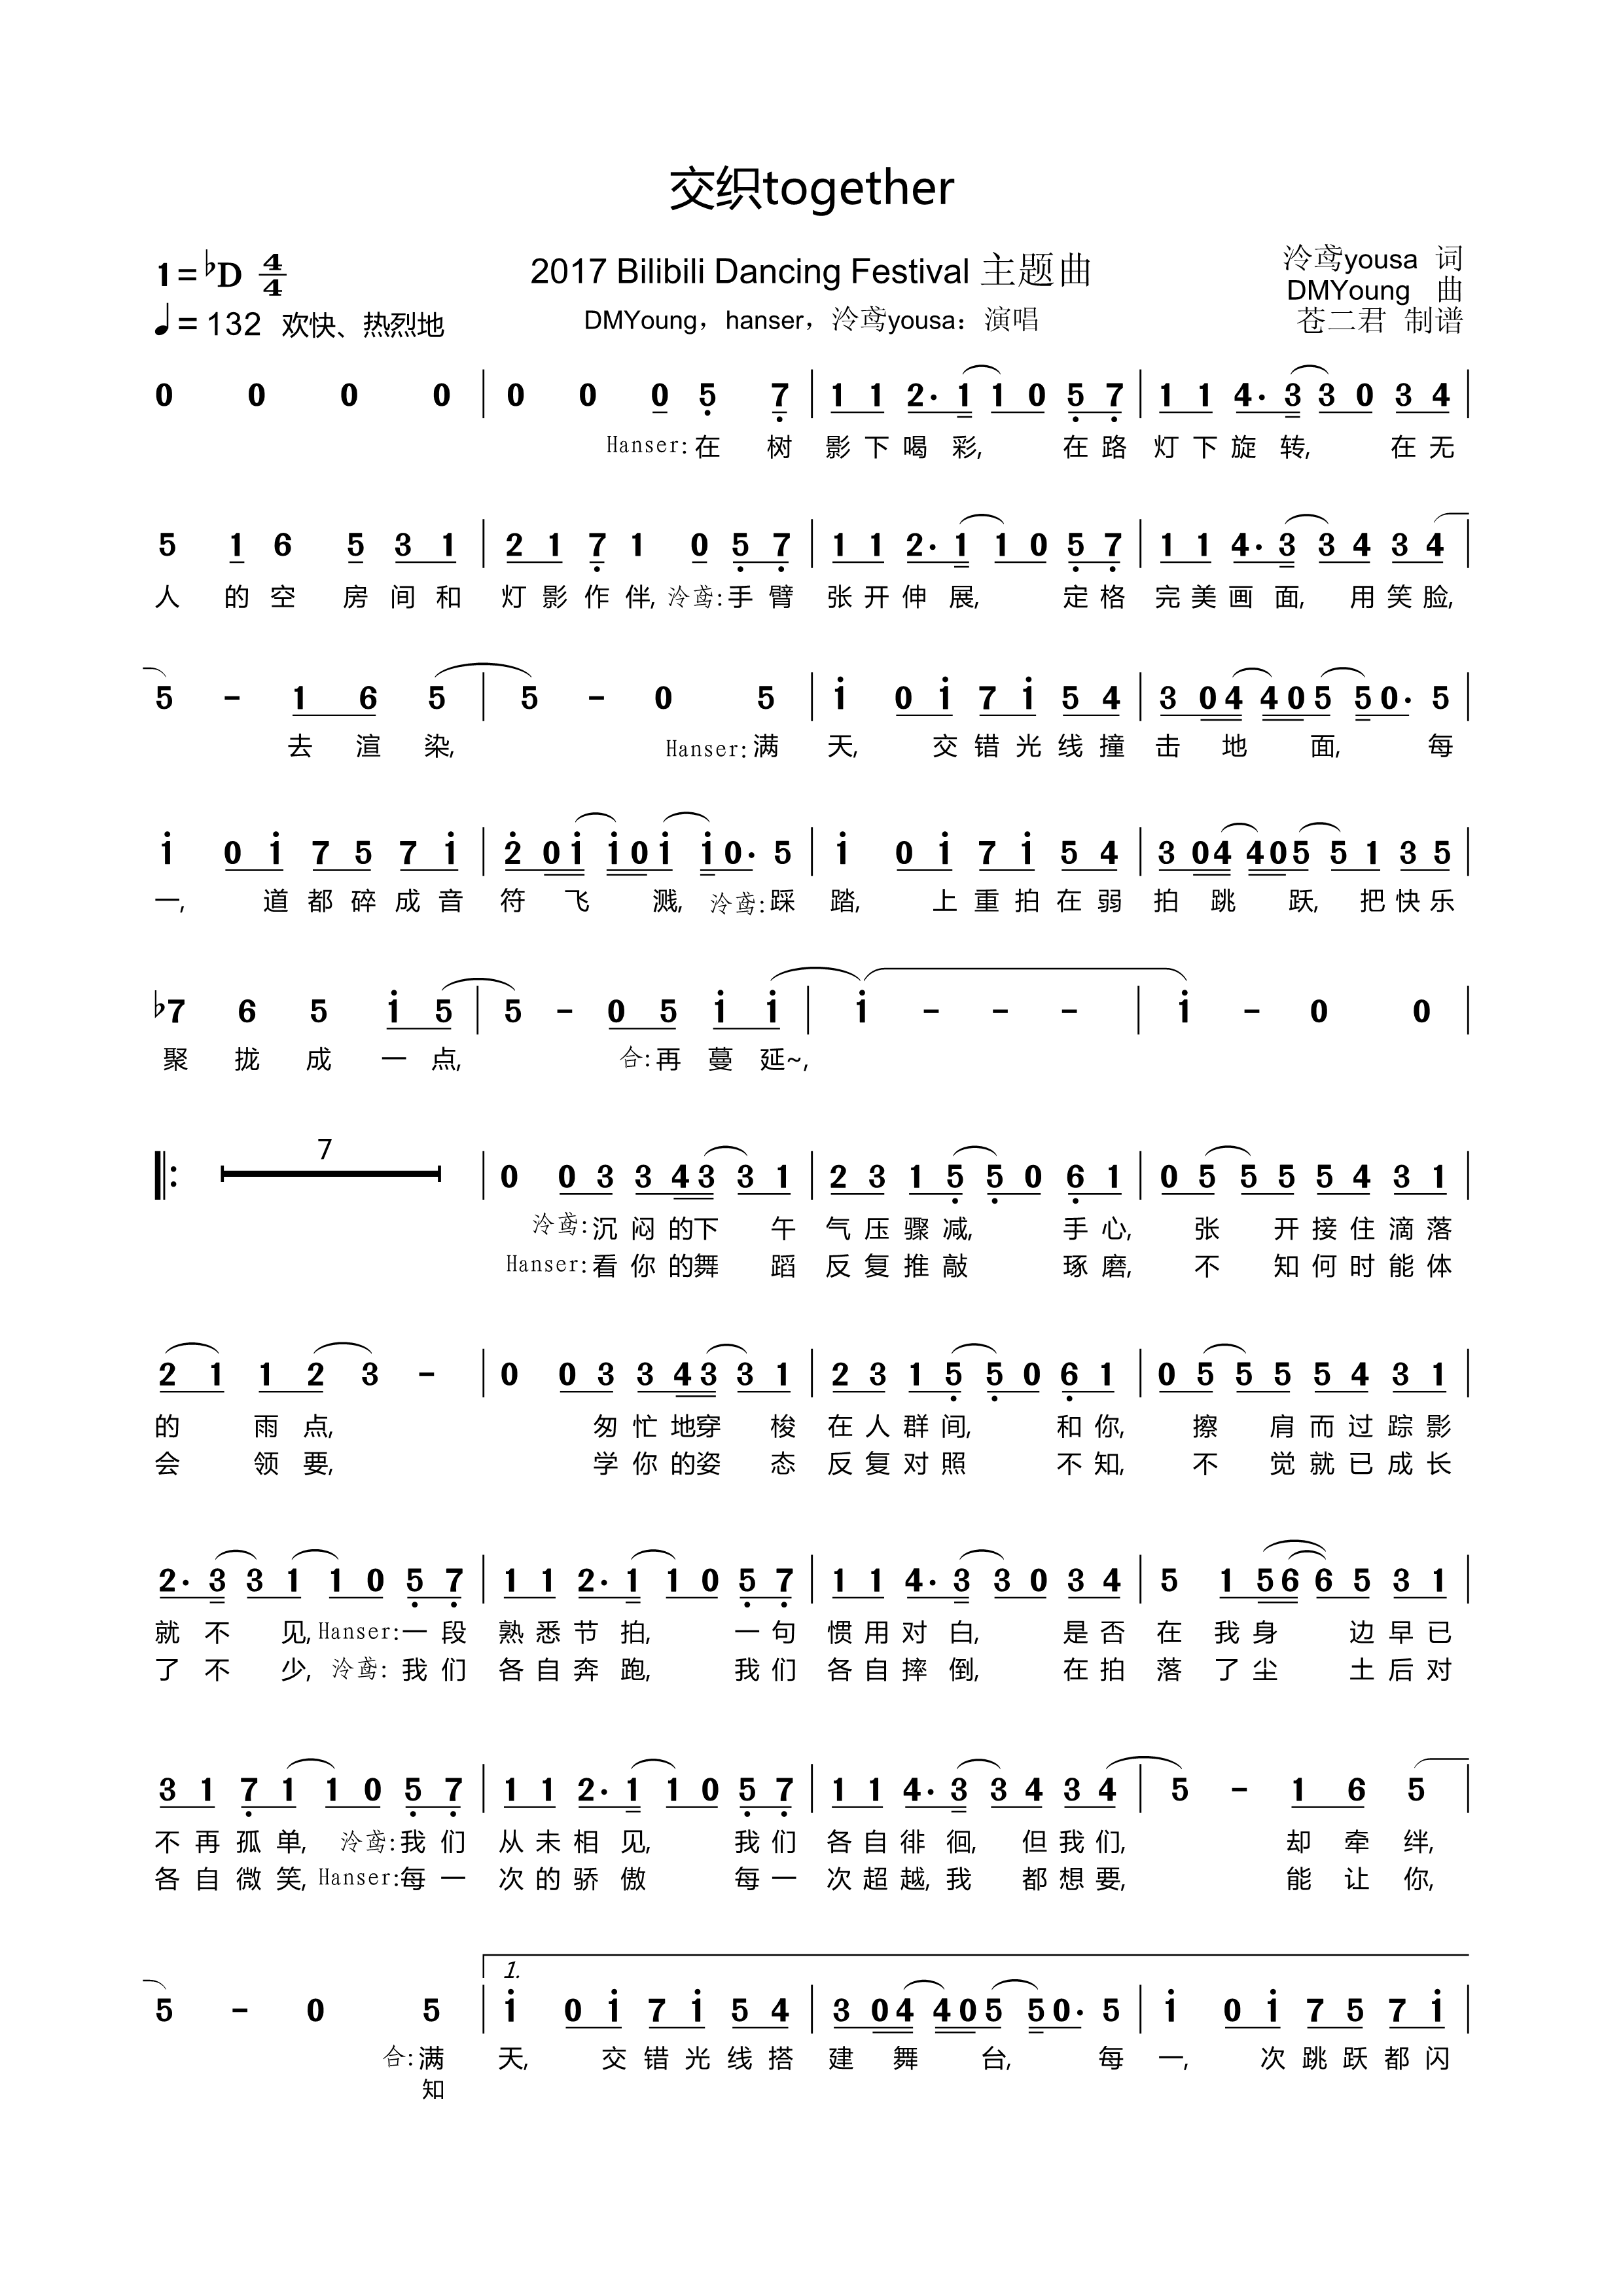 交织together
1=♭D 4/4
2017 Bilibili Dancing Festival 主题曲
泠鸢yousa 词
DMYoung 曲
♩=132 欢快、热烈地
DMYoung，hanser，泠鸢yousa：演唱
苍二君 制谱
0 0 0 0 | 0 0 0 5̣ 7̣ | 1 1 2· 1 1 0 5̣ 7̣ | 1 1 4· 3 3 0 3 4 |
Hanser:在 树 影 下 喝 彩, 在 路 灯 下 旋 转, 在 无
5 1 6 5 3 1 | 2 1 7̣ 1 0 5̣ 7̣ | 1 1 2· 1 1 0 5̣ 7̣ | 1 1 4· 3 3 4 3 4 |
人 的 空 房 间 和 灯 影 作 伴, 泠鸢:手 臂 张 开 伸 展, 定 格 完 美 画 面, 用 笑 脸,
5 - 1 6 5 | 5 - 0 5 | i 0 i 7 i 5 4 | 3 0 4 4 0 5 5 0· 5 |
去 渲 染, Hanser:满 天, 交 错 光 线 撞 击 地 面, 每
i 0 i 7 5 7 i | 2̇ 0 i i 0 i i 0· 5 | i 0 i 7 i 5 4 | 3 0 4 4 0 5 5 1 3 5 |
一, 道 都 碎 成 音 符 飞 溅, 泠鸢:踩 踏, 上 重 拍 在 弱 拍 跳 跃, 把 快 乐
♭7 6 5 i 5 | 5 - 0 5 i i | i - - - | i - 0 0 |
聚 拢 成 一 点, 合:再 蔓 延~,
‖: 7 | 0 0 3 3 4 3 3 1 | 2 3 1 5̣ 5̣ 0 6̣ 1 | 0 5 5 5 5 4 3 1 |
泠鸢:沉 闷 的 下 午 气 压 骤 减, 手 心, 张 开 接 住 滴 落
Hanser:看 你 的 舞 蹈 反 复 推 敲 琢 磨, 不 知 何 时 能 体
2 1 1 2 3 - | 0 0 3 3 4 3 3 1 | 2 3 1 5̣ 5̣ 0 6̣ 1 | 0 5 5 5 5 4 3 1 |
的 雨 点, 匆 忙 地 穿 梭 在 人 群 间, 和 你, 擦 肩 而 过 踪 影
会 领 要, 学 你 的 姿 态 反 复 对 照 不 知, 不 觉 就 已 成 长
2· 3 3 1 1 0 5̣ 7̣ | 1 1 2· 1 1 0 5̣ 7̣ | 1 1 4· 3 3 0 3 4 | 5 1 5 6 6 5 3 1 |
就 不 见, Hanser:一 段 熟 悉 节 拍, 一 句 惯 用 对 白, 是 否 在 我 身 边 早 已
了 不 少, 泠鸢: 我 们 各 自 奔 跑, 我 们 各 自 摔 倒, 在 拍 落 了 尘 土 后 对
3 1 7̣ 1 1 0 5̣ 7̣ | 1 1 2· 1 1 0 5̣ 7̣ | 1 1 4· 3 3 4 3 4 | 5 - 1 6 5 |
不 再 孤 单, 泠鸢:我 们 从 未 相 见, 我 们 各 自 徘 徊, 但 我 们, 却 牵 绊,
各 自 微 笑, Hanser:每 一 次 的 骄 傲 每 一 次 超 越, 我 都 想 要, 能 让 你,
1.
5 - 0 5 | i 0 i 7 i 5 4 | 3 0 4 4 0 5 5 0· 5 | i 0 i 7 5 7 i |
合:满 天, 交 错 光 线 搭 建 舞 台, 每 一, 次 跳 跃 都 闪
知